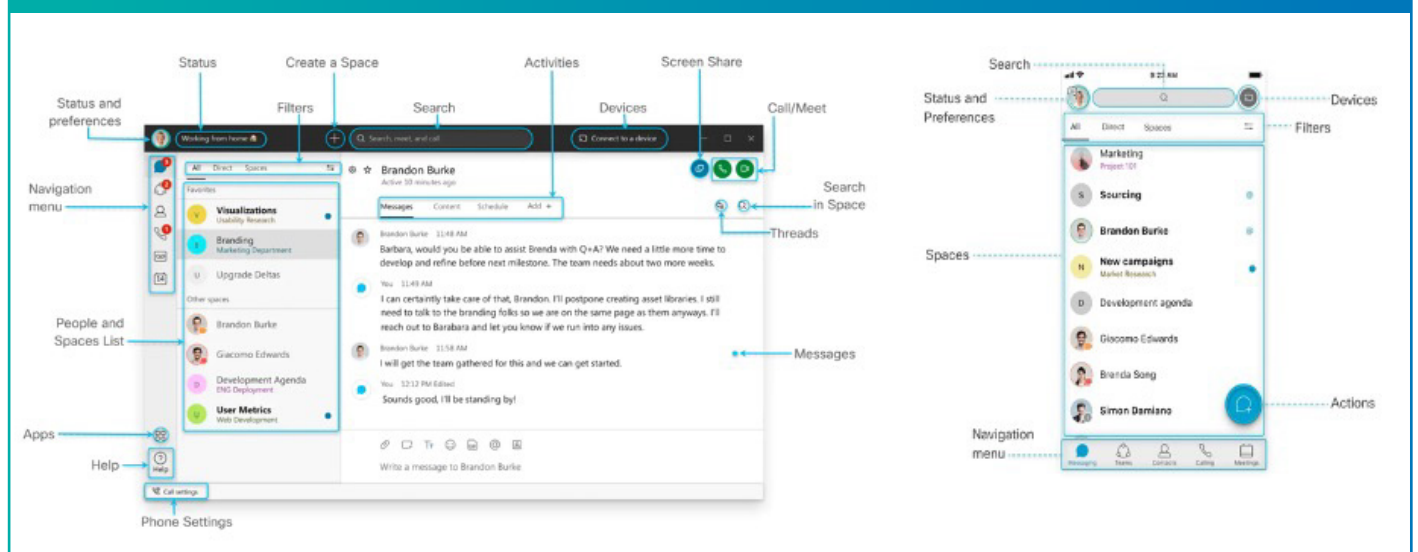 Status
Create a Space
Activities
Screen Share
Status and
preferences
Filters
Search
Devices
Call/Meet
Working from home
Search, meet, and call
Connect to a device
All Direct Spaces
Brandon Burke
Active 10 minutes ago
Navigation
menu
Favorites
Messages Content Schedule Add +
Search
in Space
Threads
V Visualizations
Usability Research
Branding
Marketing Department
U Upgrade Deltas
Other spaces
Brandon Burke
Giacomo Edwards
D Development Agenda
ENG Deployment
U User Metrics
Web Development
People and
Spaces List
Brandon Burke 11:48 AM
Barbara, would you be able to assist Brenda with Q+A? We need a little more time to
develop and refine before next milestone. The team needs about two more weeks.
You 11:49 AM
I can certaintly take care of that, Brandon. I'll postpone creating asset libraries. I still
need to talk to the branding folks so we are on the same page as them anyways. I'll
reach out to Barabara and let you know if we run into any issues.
Brandon Burke 11:58 AM
I will get the team gathered for this and we can get started.
You 12:12 PM Edited
Sounds good, I'll be standing by!
Messages
Write a message to Brandon Burke
Apps
Help
Help
Call settings
Phone Settings
Search
Status and
Preferences
Devices
All Direct Spaces
Filters
Marketing
Project 101
S Sourcing
Brandon Burke
N New campaigns
Market Research
D Development agenda
Giacomo Edwards
Brenda Song
Simon Damiano
Spaces
Actions
Navigation
menu
Messaging Teams Contacts Calling Meetings